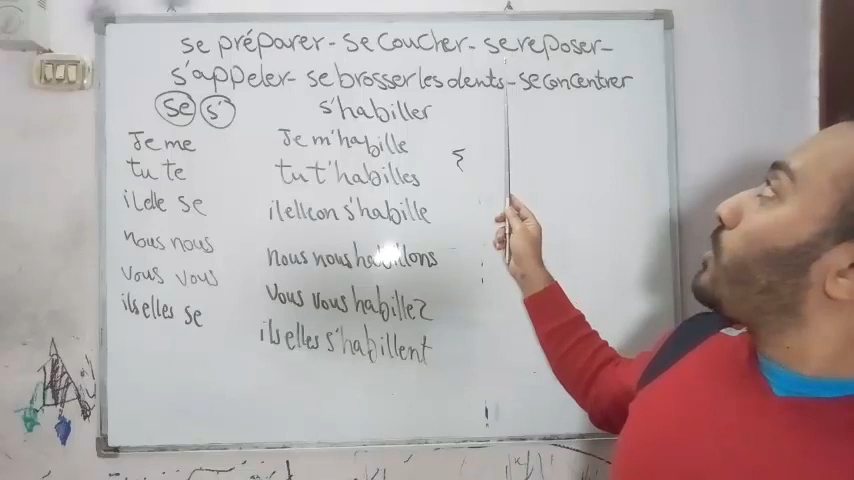 se préparer - se coucher - se reposer -
s'appeler - se brosser les dents - se concentrer
se s' s'habiller
Je me Je m'habille
tu te tu t'habilles
il elle se il elle on s'habille
nous nous nous nous habillons
vous vous vous vous habillez
ils elles se ils elles s'habillent